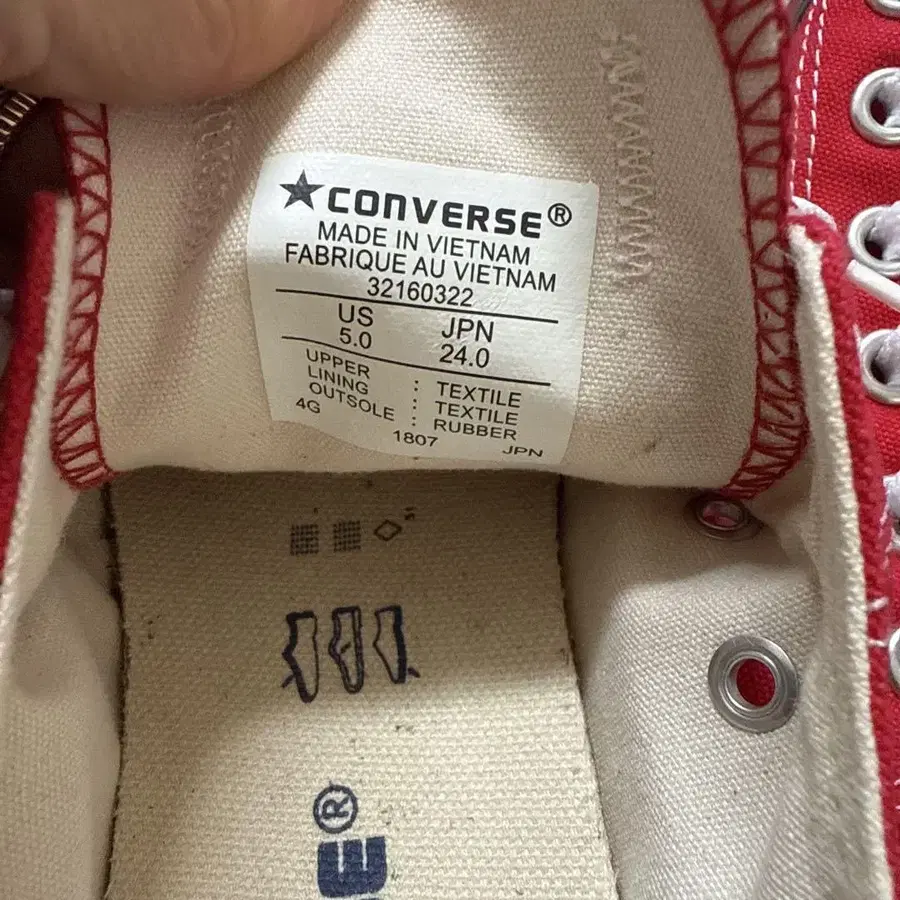 ★CONVERSE®
MADE IN VIETNAM
FABRIQUE AU VIETNAM
32160322
US JPN
5.0 24.0
UPPER : TEXTILE
LINING : TEXTILE
OUTSOLE : RUBBER
4G
1807 JPN
51
E®